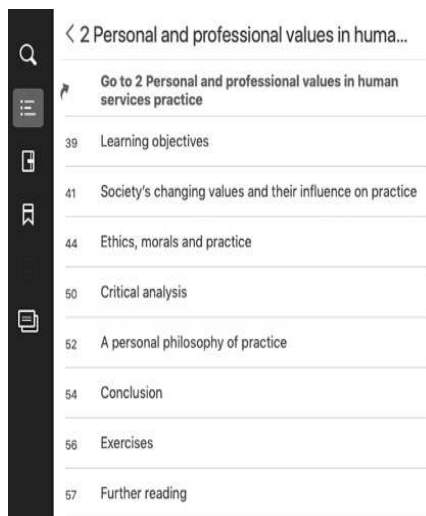 2 Personal and professional values in huma...
Go to 2 Personal and professional values in human
services practice
39 Learning objectives
41 Society's changing values and their influence on practice
44 Ethics, morals and practice
50 Critical analysis
52 A personal philosophy of practice
54 Conclusion
56 Exercises
57 Further reading